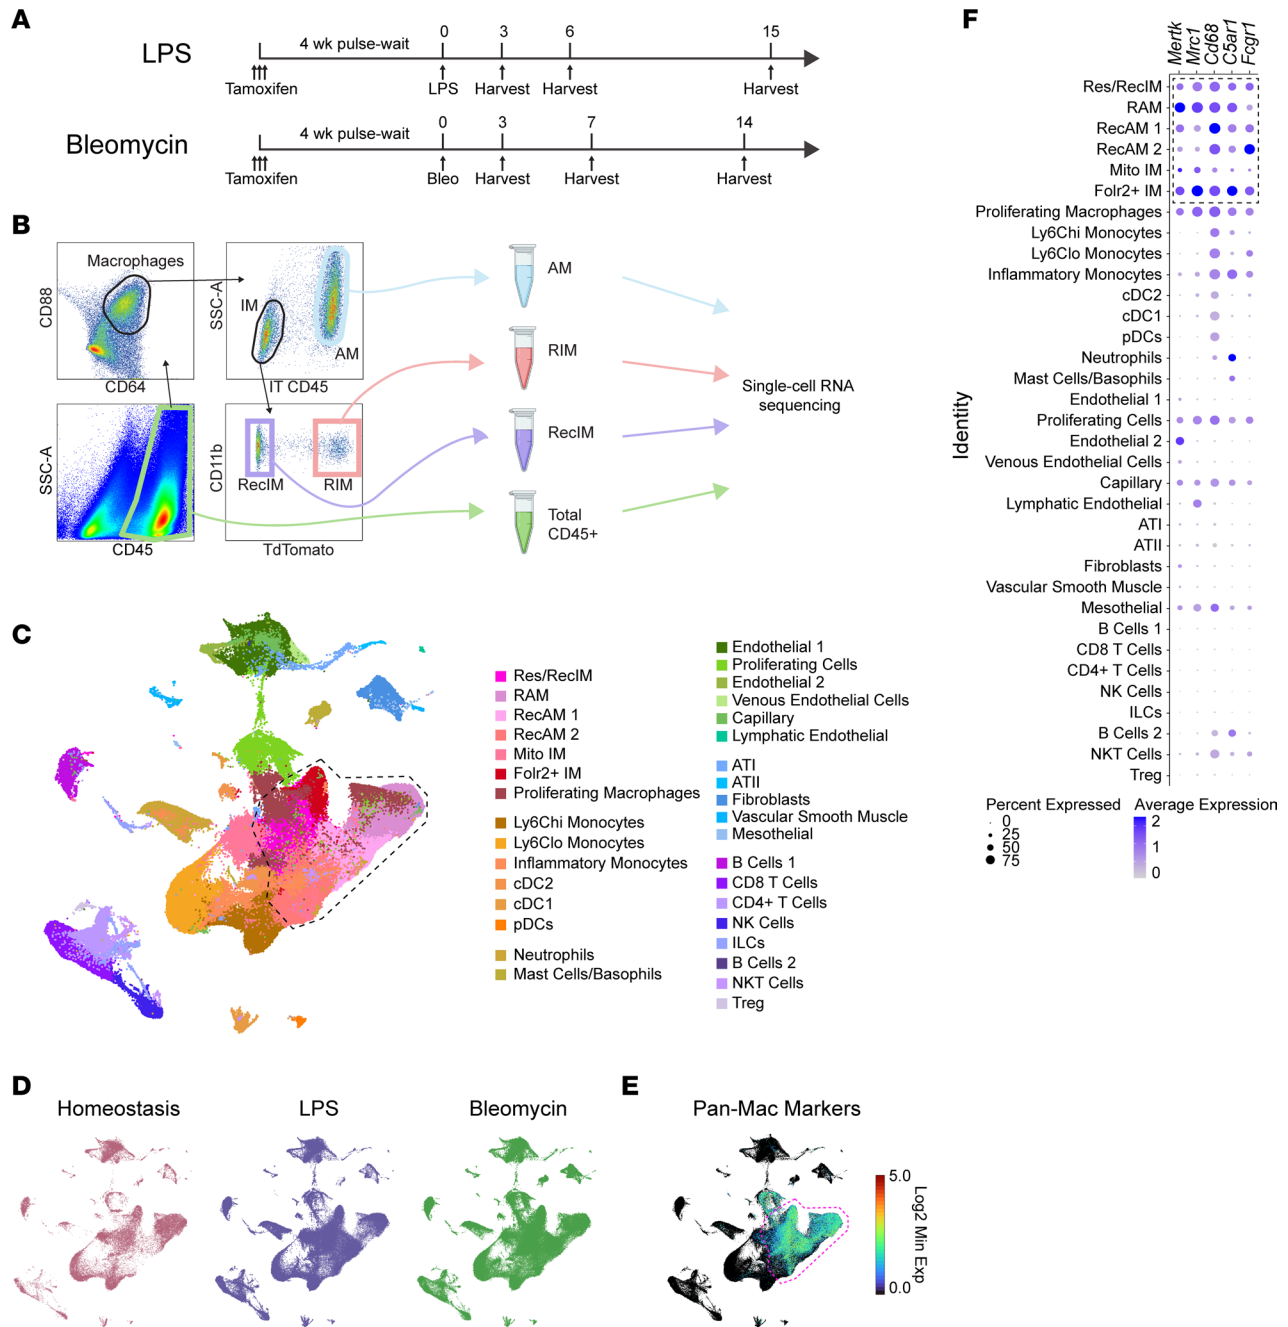 A
LPS
4 wk pulse-wait
0
3
6
15
Tamoxifen
LPS
Harvest
Harvest
Harvest
Bleomycin
4 wk pulse-wait
0
3
7
14
Tamoxifen
Bleo
Harvest
Harvest
Harvest
B
Macrophages
CD88
CD64
SSC-A
IM
AM
IT CD45
SSC-A
CD45
CD11b
RecIM
RIM
TdTomato
AM
RIM
RecIM
Total
CD45+
Single-cell RNA
sequencing
C
Res/RecIM
RAM
RecAM 1
RecAM 2
Mito IM
Folr2+ IM
Proliferating Macrophages
Ly6Chi Monocytes
Ly6Clo Monocytes
Inflammatory Monocytes
cDC2
cDC1
pDCs
Neutrophils
Mast Cells/Basophils
Endothelial 1
Proliferating Cells
Endothelial 2
Venous Endothelial Cells
Capillary
Lymphatic Endothelial
ATI
ATII
Fibroblasts
Vascular Smooth Muscle
Mesothelial
B Cells 1
CD8 T Cells
CD4+ T Cells
NK Cells
ILCs
B Cells 2
NKT Cells
Treg
D
Homeostasis
LPS
Bleomycin
E
Pan-Mac Markers
5.0
0.0
Log2 Min Exp
F
Mertk
Mrc1
Cd68
C5ar1
Fcgr1
Identity
Res/RecIM
RAM
RecAM 1
RecAM 2
Mito IM
Folr2+ IM
Proliferating Macrophages
Ly6Chi Monocytes
Ly6Clo Monocytes
Inflammatory Monocytes
cDC2
cDC1
pDCs
Neutrophils
Mast Cells/Basophils
Endothelial 1
Proliferating Cells
Endothelial 2
Venous Endothelial Cells
Capillary
Lymphatic Endothelial
ATI
ATII
Fibroblasts
Vascular Smooth Muscle
Mesothelial
B Cells 1
CD8 T Cells
CD4+ T Cells
NK Cells
ILCs
B Cells 2
NKT Cells
Treg
Percent Expressed
0
25
50
75
Average Expression
2
1
0